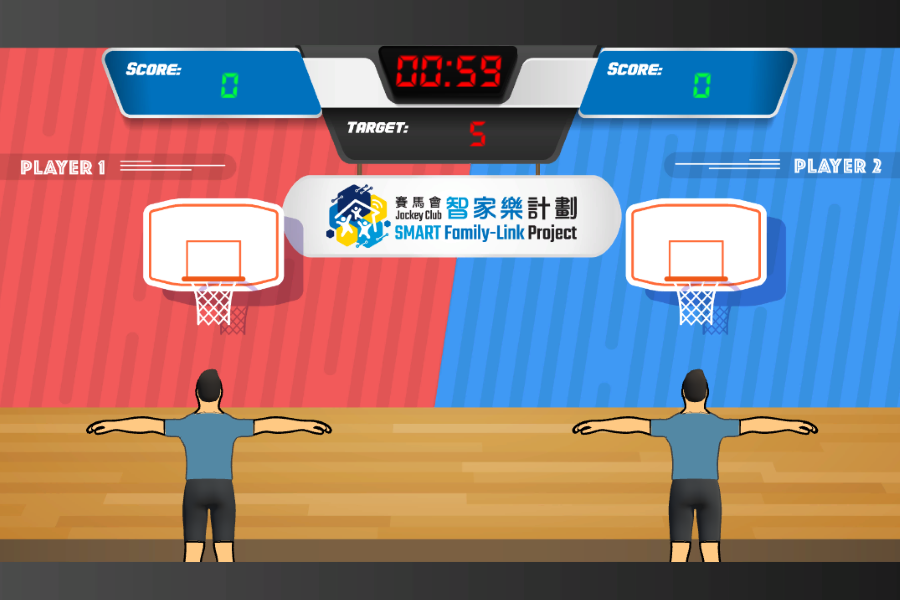 SCORE:
0
00:59
SCORE:
0
TARGET:
5
PLAYER 1
PLAYER 2
賽馬會 智家樂計劃
Jockey Club
SMART Family-Link Project